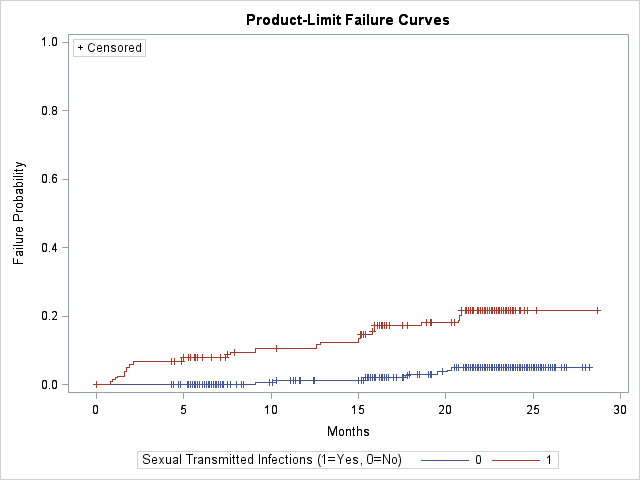 Product-Limit Failure Curves
+ Censored
1.0
0.8
0.6
0.4
0.2
0.0
Failure Probability
0 5 10 15 20 25 30
Months
Sexual Transmitted Infections (1=Yes, 0=No) 0 1